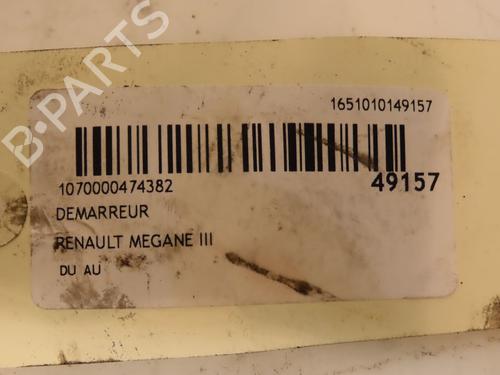 1651010149157
1070000474382
49157
DEMARREUR
RENAULT MEGANE III
DU AU
B-PARTS